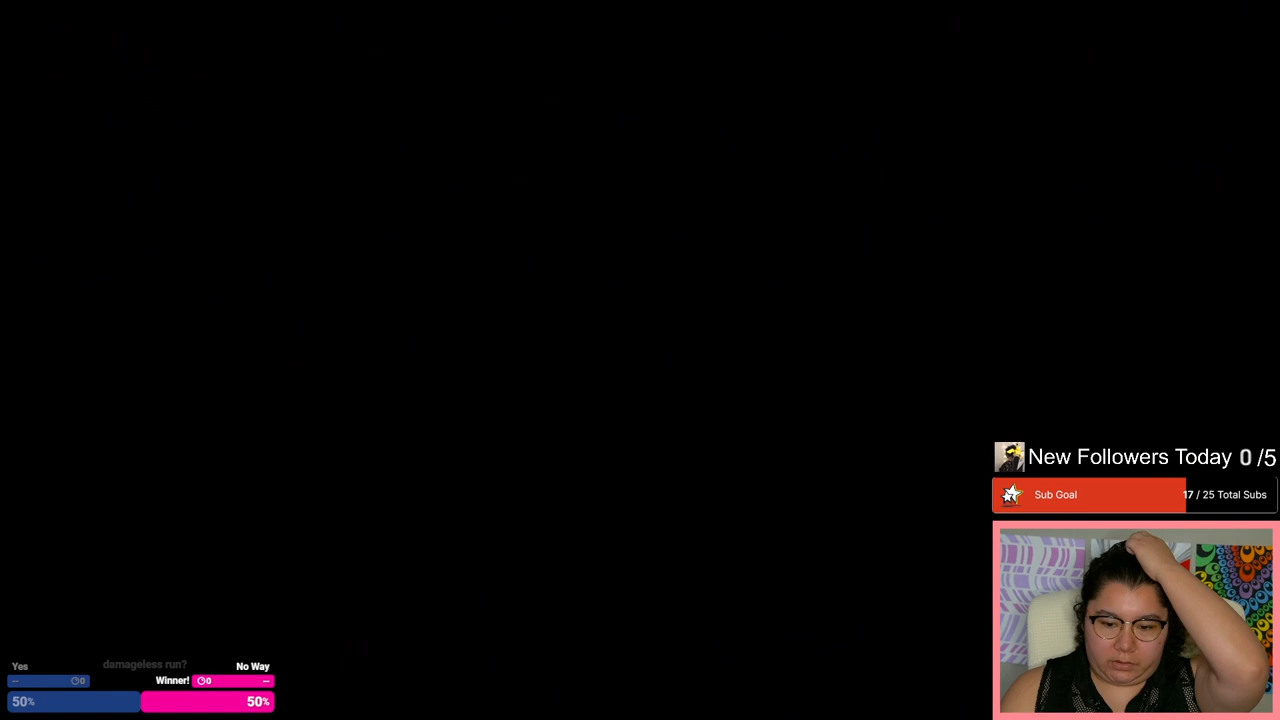 New Followers Today 0 /5
Sub Goal 17 / 25 Total Subs
damageless run?
Yes No Way
-- 0 Winner! 0 --
50% 50%